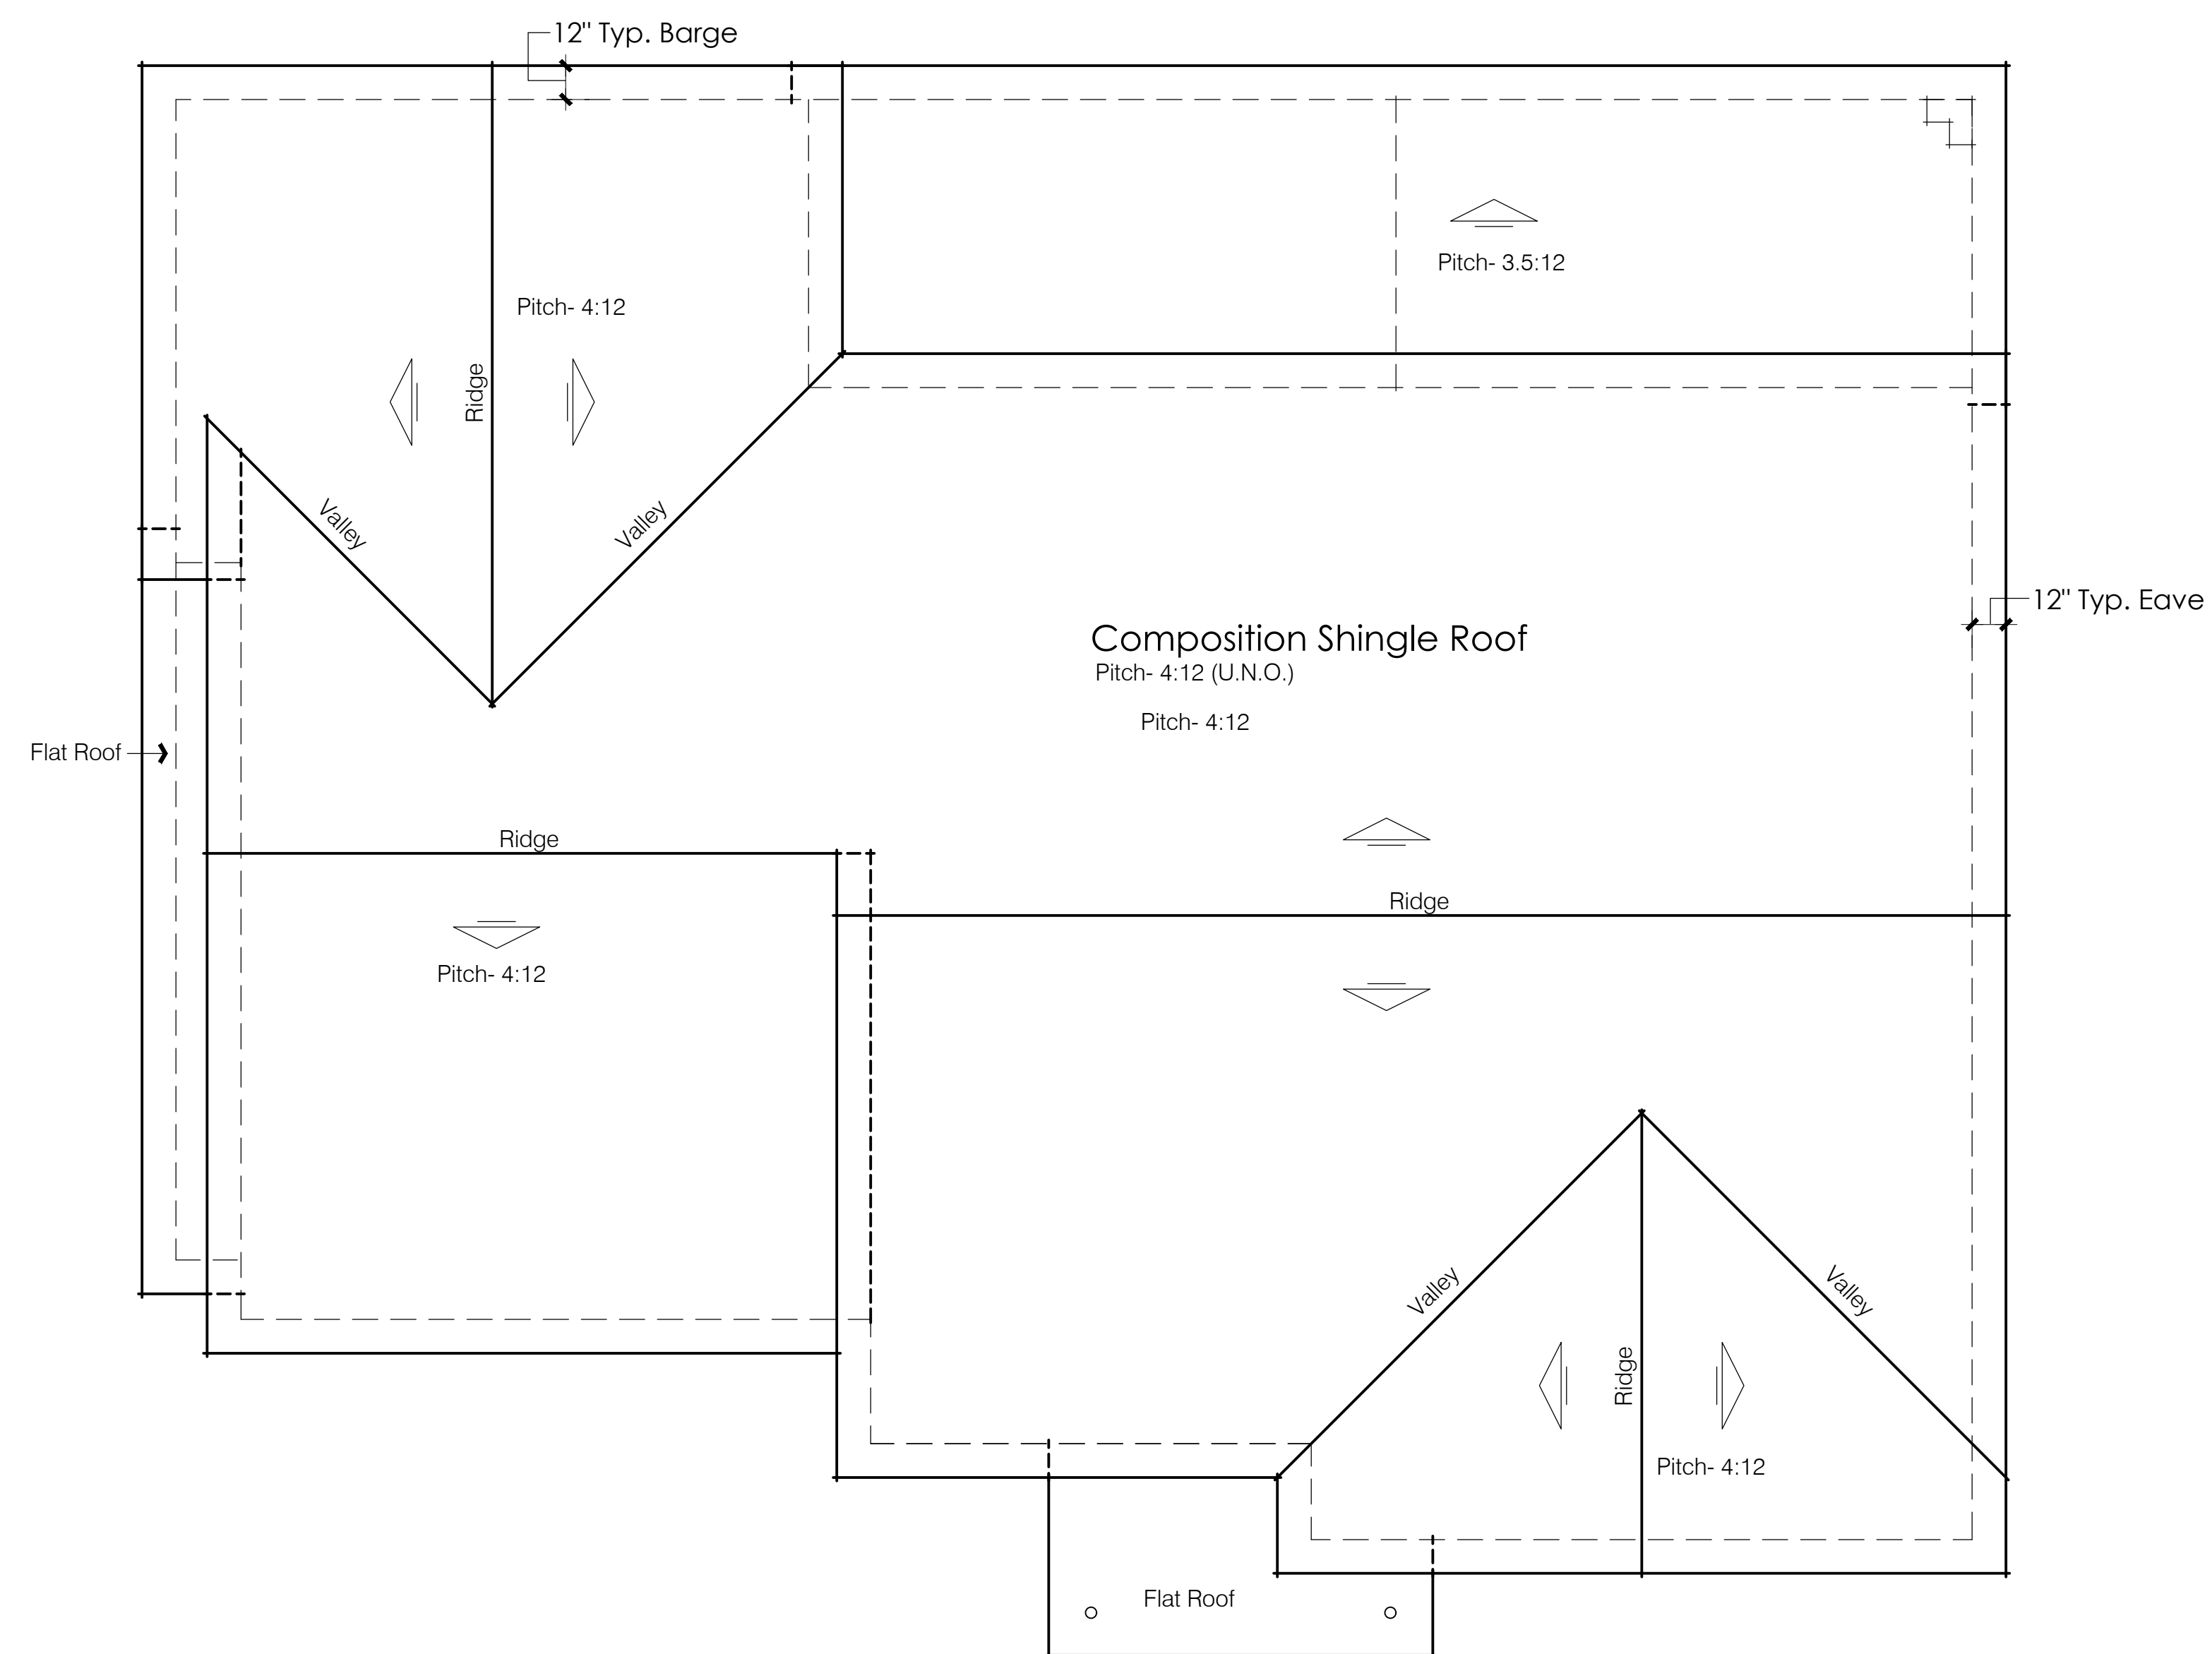 12" Typ. Barge
Pitch- 3.5:12
Pitch- 4:12
Ridge
Valley
Valley
12" Typ. Eave
Composition Shingle Roof
Pitch- 4:12 (U.N.O.)
Pitch- 4:12
Flat Roof
Ridge
Ridge
Pitch- 4:12
Valley
Valley
Ridge
Pitch- 4:12
Flat Roof